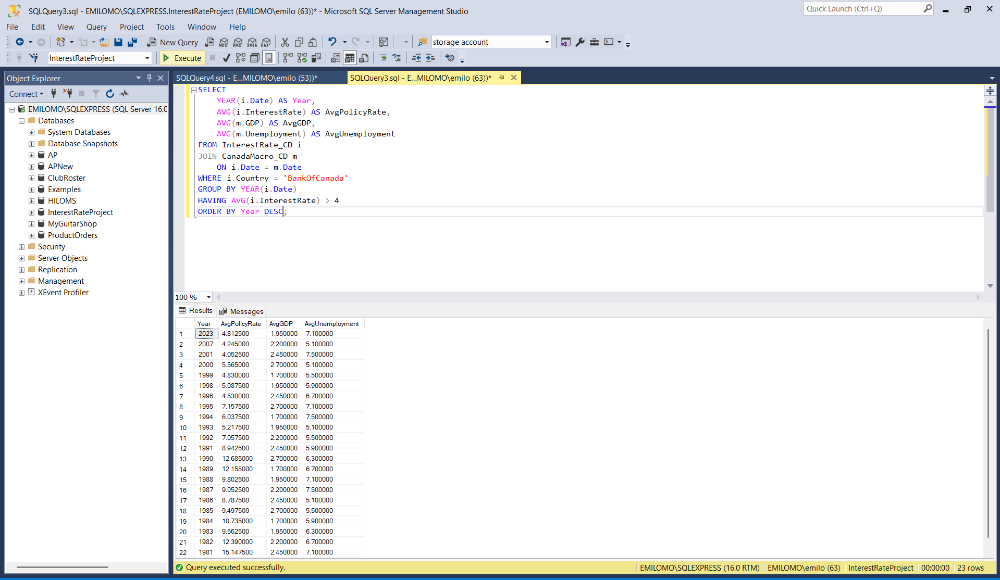 SQLQuery3.sql - EMILOMO\SQLEXPRESS.InterestRateProject (EMILOMO\emilo (63))* - Microsoft SQL Server Management Studio
Quick Launch (Ctrl+Q)
File Edit View Query Project Tools Window Help
New Query MDX DMX XMLA DAX storage account
InterestRateProject Execute
Object Explorer
Connect
EMILOMO\SQLEXPRESS (SQL Server 16.0
Databases
System Databases
Database Snapshots
AP
APNew
ClubRoster
Examples
HILOMS
InterestRateProject
MyGuitarShop
ProductOrders
Security
Server Objects
Replication
Management
XEvent Profiler
SQLQuery4.sql - E...MILOMO\emilo (53))* SQLQuery3.sql - E...MILOMO\emilo (63))*
SELECT
YEAR(i.Date) AS Year,
AVG(i.InterestRate) AS AvgPolicyRate,
AVG(m.GDP) AS AvgGDP,
AVG(m.Unemployment) AS AvgUnemployment
FROM InterestRate_CD i
JOIN CanadaMacro_CD m
ON i.Date = m.Date
WHERE i.Country = 'BankOfCanada'
GROUP BY YEAR(i.Date)
HAVING AVG(i.InterestRate) > 4
ORDER BY Year DESC;
100 %
Results Messages
Year AvgPolicyRate AvgGDP AvgUnemployment
1 2023 4.812500 1.950000 7.100000
2 2007 4.245000 2.200000 5.100000
3 2001 4.052500 2.450000 7.500000
4 2000 5.565000 2.700000 5.100000
5 1999 4.830000 1.700000 5.500000
6 1998 5.087500 1.950000 5.900000
7 1996 4.530000 2.450000 6.700000
8 1995 7.157500 2.700000 7.100000
9 1994 6.037500 1.700000 7.500000
10 1993 5.217500 1.950000 5.100000
11 1992 7.057500 2.200000 5.500000
12 1991 8.942500 2.450000 5.900000
13 1990 12.685000 2.700000 6.300000
14 1989 12.155000 1.700000 6.700000
15 1988 9.802500 1.950000 7.100000
16 1987 9.052500 2.200000 7.500000
17 1986 8.787500 2.450000 5.100000
18 1985 9.497500 2.700000 5.500000
19 1984 10.735000 1.700000 5.900000
20 1983 9.562500 1.950000 6.300000
21 1982 12.390000 2.200000 6.700000
22 1981 15.147500 2.450000 7.100000
Query executed successfully. EMILOMO\SQLEXPRESS (16.0 RTM) EMILOMO\emilo (63) InterestRateProject 00:00:00 23 rows